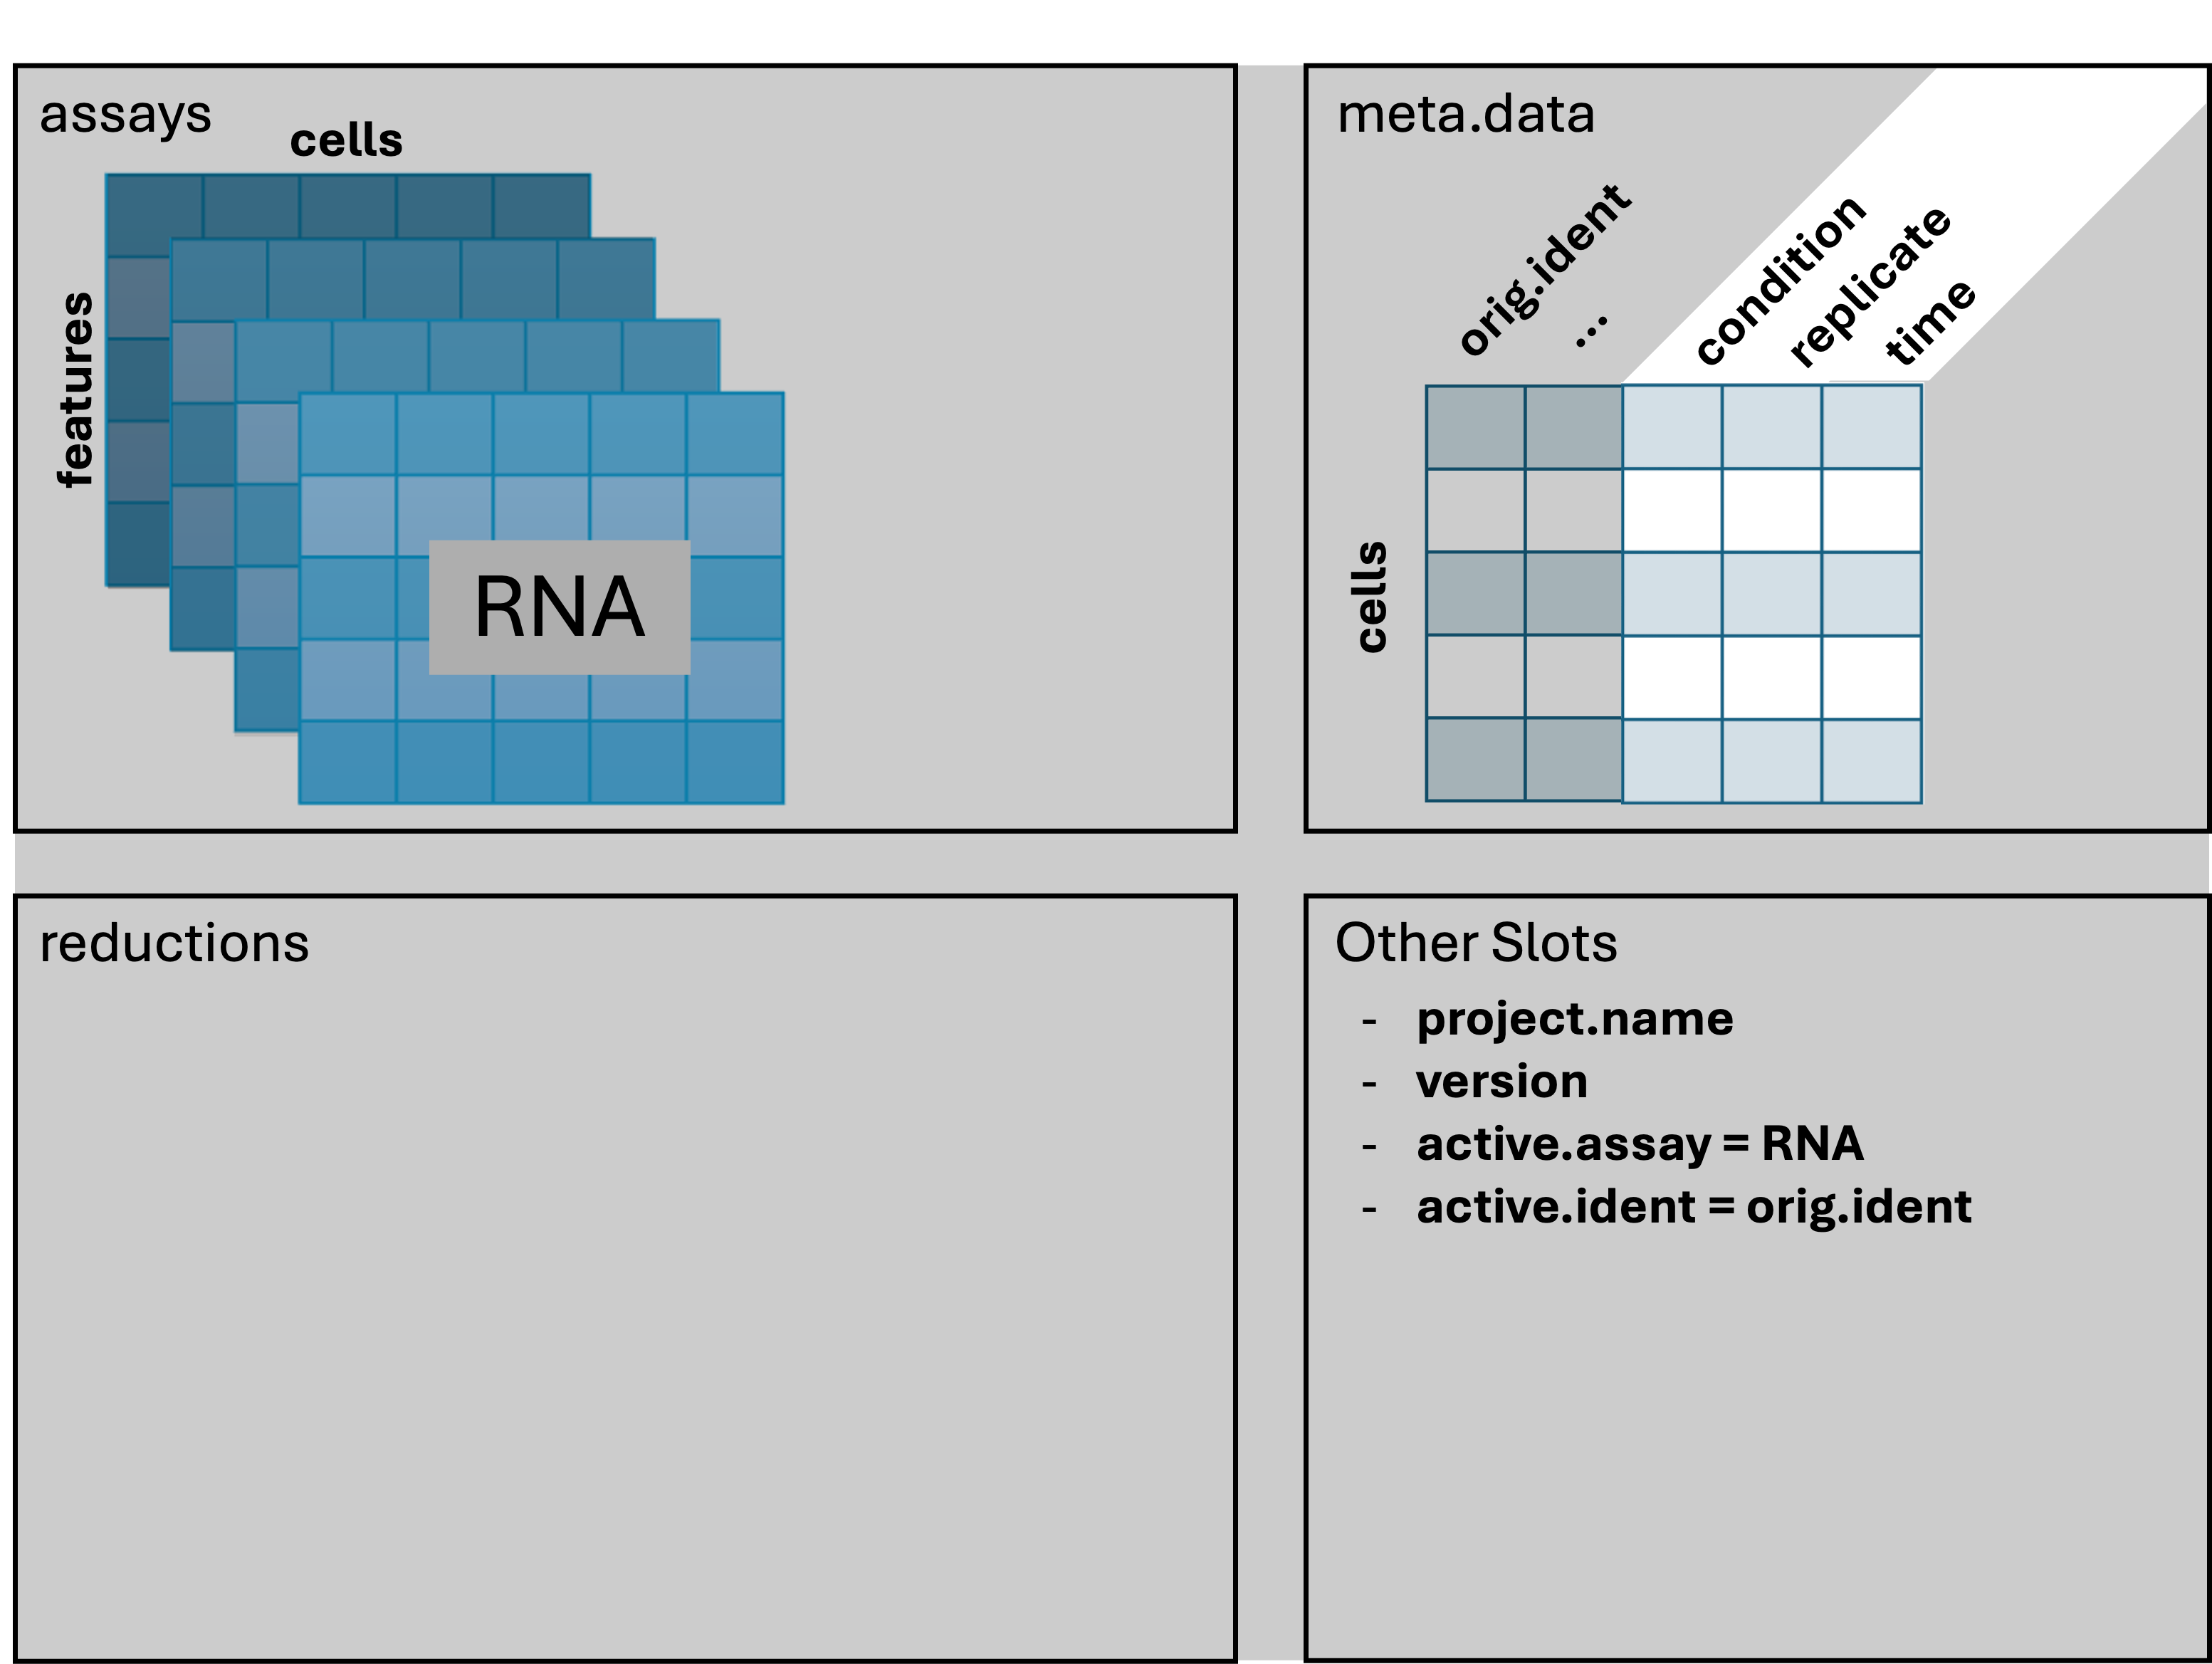 assays
cells
features
RNA
meta.data
orig.ident
...
condition
replicate
time
cells
reductions
Other Slots
- project.name
- version
- active.assay = RNA
- active.ident = orig.ident